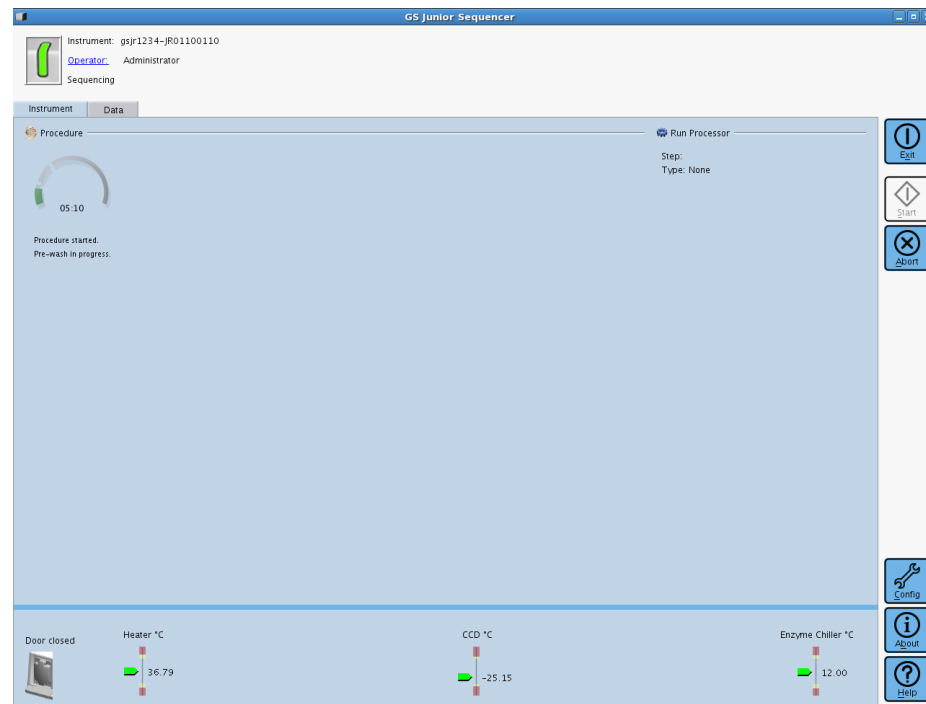 GS Junior Sequencer
Instrument: gsjr1234-JR01100110
Operator: Administrator
Sequencing
Instrument Data
Procedure
Run Processor
Step:
Type: None
05:10
Procedure started.
Pre-wash in progress.
Exit
Start
Abort
Config
About
Help
Door closed
Heater °C
36.79
CCD °C
-25.15
Enzyme Chiller °C
12.00